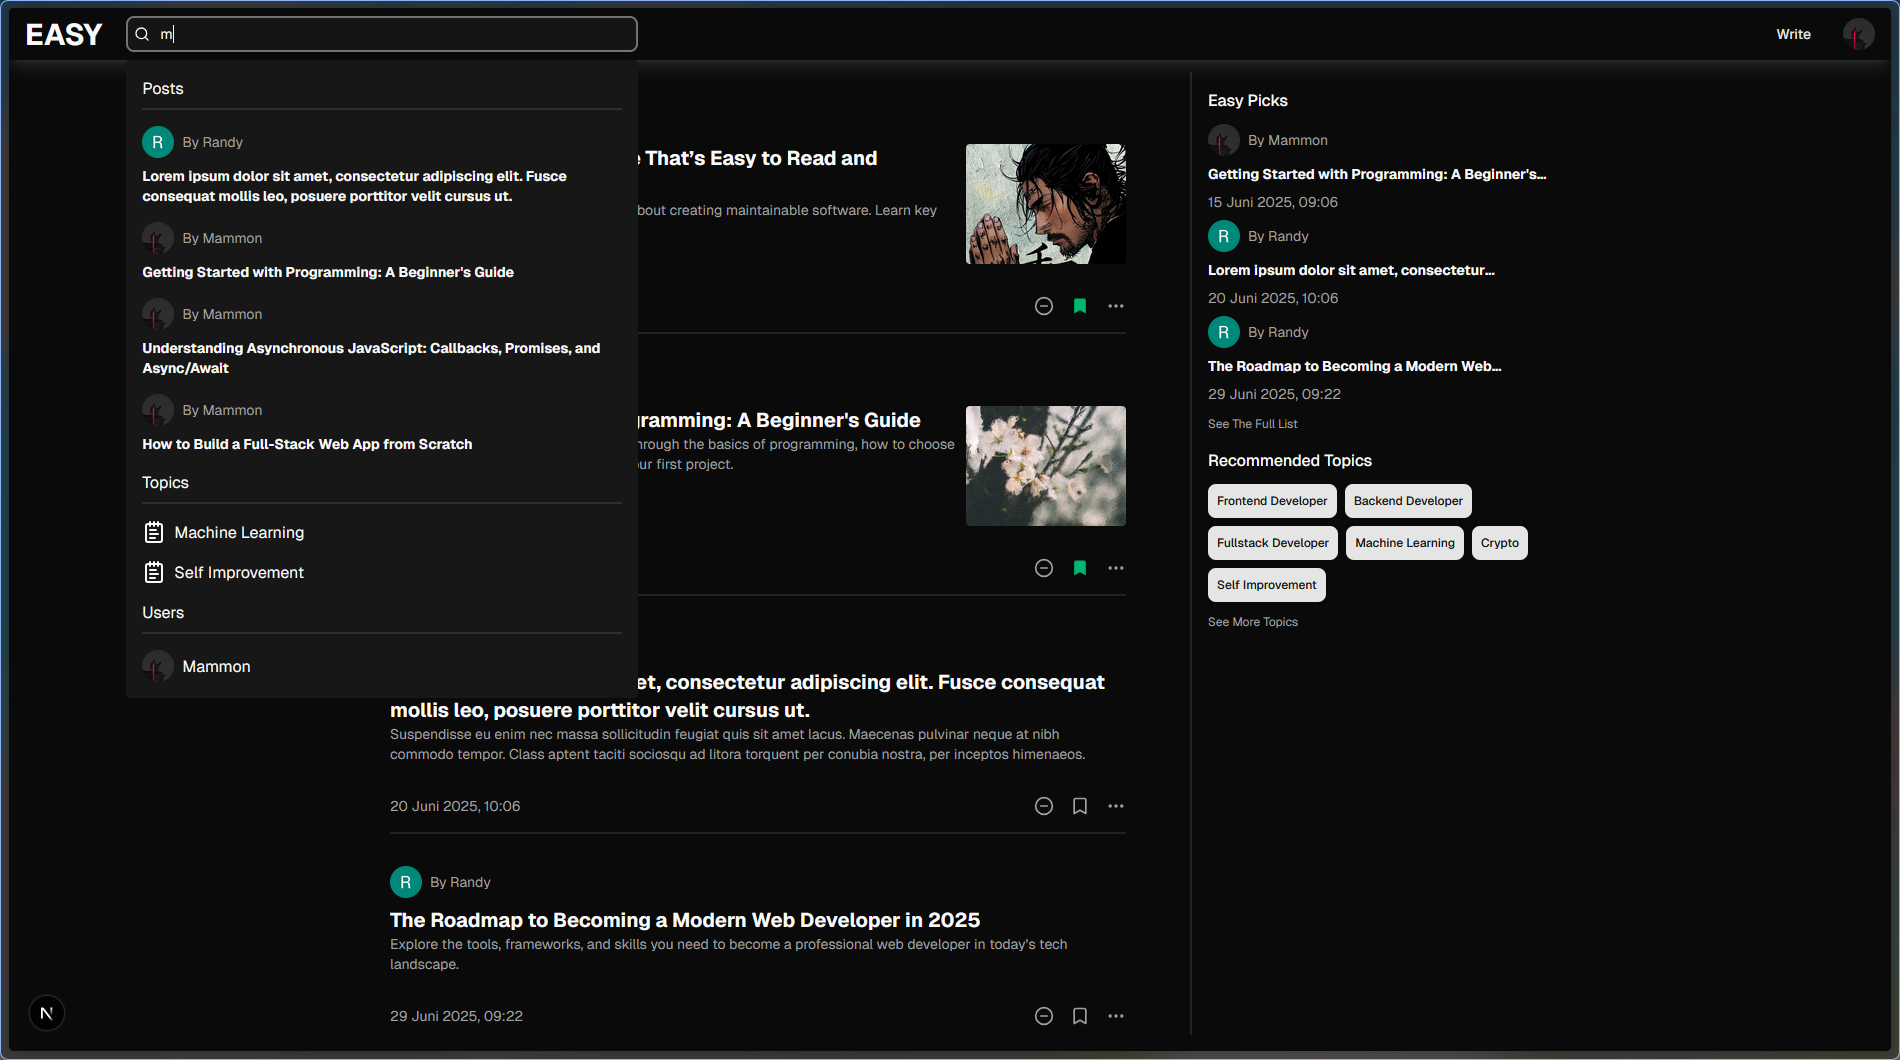 EASY
m
Write
Posts
R
By Randy
Lorem ipsum dolor sit amet, consectetur adipiscing elit. Fusce
consequat mollis leo, posuere porttitor velit cursus ut.
By Mammon
Getting Started with Programming: A Beginner's Guide
By Mammon
Understanding Asynchronous JavaScript: Callbacks, Promises, and
Async/Await
By Mammon
How to Build a Full-Stack Web App from Scratch
Topics
Machine Learning
Self Improvement
Users
Mammon
That's Easy to Read and
bout creating maintainable software. Learn key
gramming: A Beginner's Guide
hrough the basics of programming, how to choose
ur first project.
et, consectetur adipiscing elit. Fusce consequat
mollis leo, posuere porttitor velit cursus ut.
Suspendisse eu enim nec massa sollicitudin feugiat quis sit amet lacus. Maecenas pulvinar neque at nibh
commodo tempor. Class aptent taciti sociosqu ad litora torquent per conubia nostra, per inceptos himenaeos.
20 Juni 2025, 10:06
R
By Randy
The Roadmap to Becoming a Modern Web Developer in 2025
Explore the tools, frameworks, and skills you need to become a professional web developer in today's tech
landscape.
29 Juni 2025, 09:22
N
Easy Picks
By Mammon
Getting Started with Programming: A Beginner's...
15 Juni 2025, 09:06
R
By Randy
Lorem ipsum dolor sit amet, consectetur...
20 Juni 2025, 10:06
R
By Randy
The Roadmap to Becoming a Modern Web...
29 Juni 2025, 09:22
See The Full List
Recommended Topics
Frontend Developer
Backend Developer
Fullstack Developer
Machine Learning
Crypto
Self Improvement
See More Topics